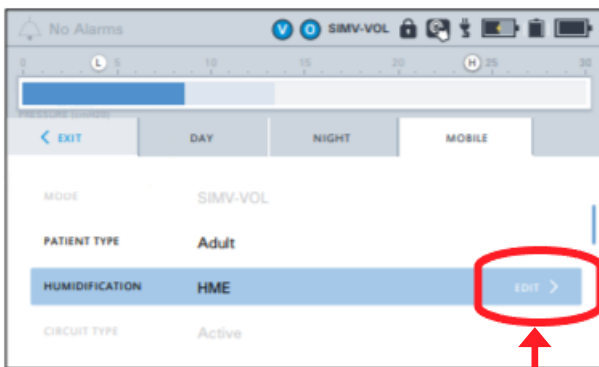 No Alarms V O SIMV-VOL
0 L 5 10 15 20 H 25 30
PRESSURE (cmH2O)
EXIT DAY NIGHT MOBILE
MODE SIMV-VOL
PATIENT TYPE Adult
HUMIDIFICATION HME EDIT
CIRCUIT TYPE Active